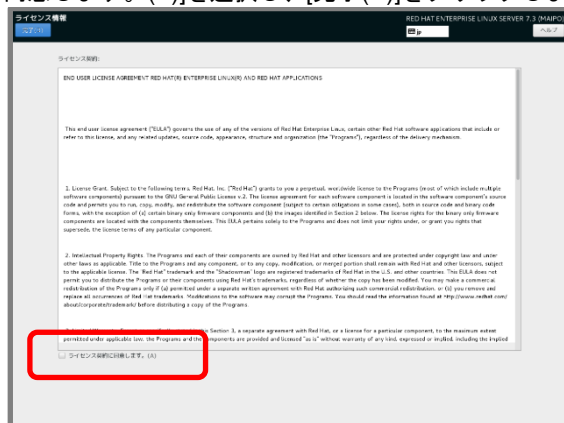 ライセンス情報
完了(D)
RED HAT ENTERPRISE LINUX SERVER 7.3 (MAIPO)
jp
ヘルプ
ライセンス契約:
END USER LICENSE AGREEMENT RED HAT(R) ENTERPRISE LINUX(R) AND RED HAT APPLICATIONS
This end user license agreement ("EULA") governs the use of any of the versions of Red Hat Enterprise Linux, certain other Red Hat software applications that include or
refer to this license, and any related updates, source code, appearance, structure and organization (the "Programs"), regardless of the delivery mechanism.
1. License Grant. Subject to the following terms, Red Hat, Inc. ("Red Hat") grants to you a perpetual, worldwide license to the Programs (most of which include multiple
software components) pursuant to the GNU General Public License v.2. The license agreement for each software component is located in the software component's source
code and permits you to run, copy, modify, and redistribute the software component (subject to certain obligations in some cases), both in source code and binary code
forms, with the exception of (a) certain binary only firmware components and (b) the images identified in Section 2 below. The license rights for the binary only firmware
components are located with the components themselves. This EULA pertains solely to the Programs and does not limit your rights under, or grant you rights that
supersede, the license terms of any particular component.
2. Intellectual Property Rights. The Programs and each of their components are owned by Red Hat and other licensors and are protected under copyright law and under
other laws as applicable. Title to the Programs and any component, or to any copy, modification, or merged portion shall remain with Red Hat and other licensors, subject
to the applicable license. The "Red Hat" trademark and the "Shadowman" logo are registered trademarks of Red Hat in the U.S. and other countries. This EULA does not
permit you to distribute the Programs or their components using Red Hat's trademarks, regardless of whether the copy has been modified. You may make a commercial
redistribution of the Programs only if (a) permitted under a separate written agreement with Red Hat authorizing such commercial redistribution, or (b) you remove and
replace all occurrences of Red Hat trademarks. Modifications to the software may corrupt the Programs. You should read the information found at http://www.redhat.com/
about/corporate/trademark/ before distributing a copy of the Programs.
in Section 3, a separate agreement with Red Hat, or a license for a particular component, to the maximum extent
permitted under applicable law, the Programs and the components are provided and licensed "as is" without warranty of any kind, expressed or implied, including the implied
ライセンス契約に同意します。(A)